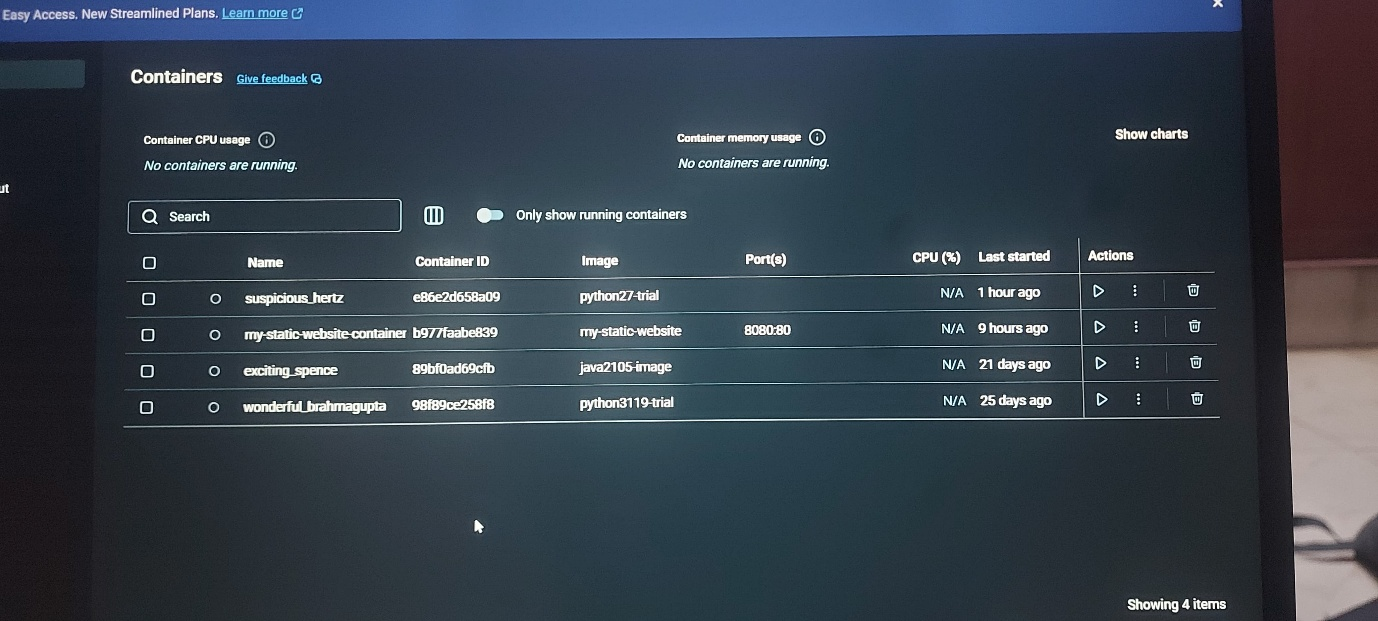 Easy Access. New Streamlined Plans. Learn more
Containers Give feedback
Container CPU usage
No containers are running.
Container memory usage
No containers are running.
Show charts
ut
Search
Only show running containers
Name Container ID Image Port(s) CPU (%) Last started Actions
suspicious_hertz e86e2d658a09 python27-trial N/A 1 hour ago
my-static-website-container b977faabe839 my-static-website 8080:80 N/A 9 hours ago
exciting_spence 89bf0ad69cfb java2105-image N/A 21 days ago
wonderful_brahmagupta 98f89ce258f8 python3119-trial N/A 25 days ago
Showing 4 items